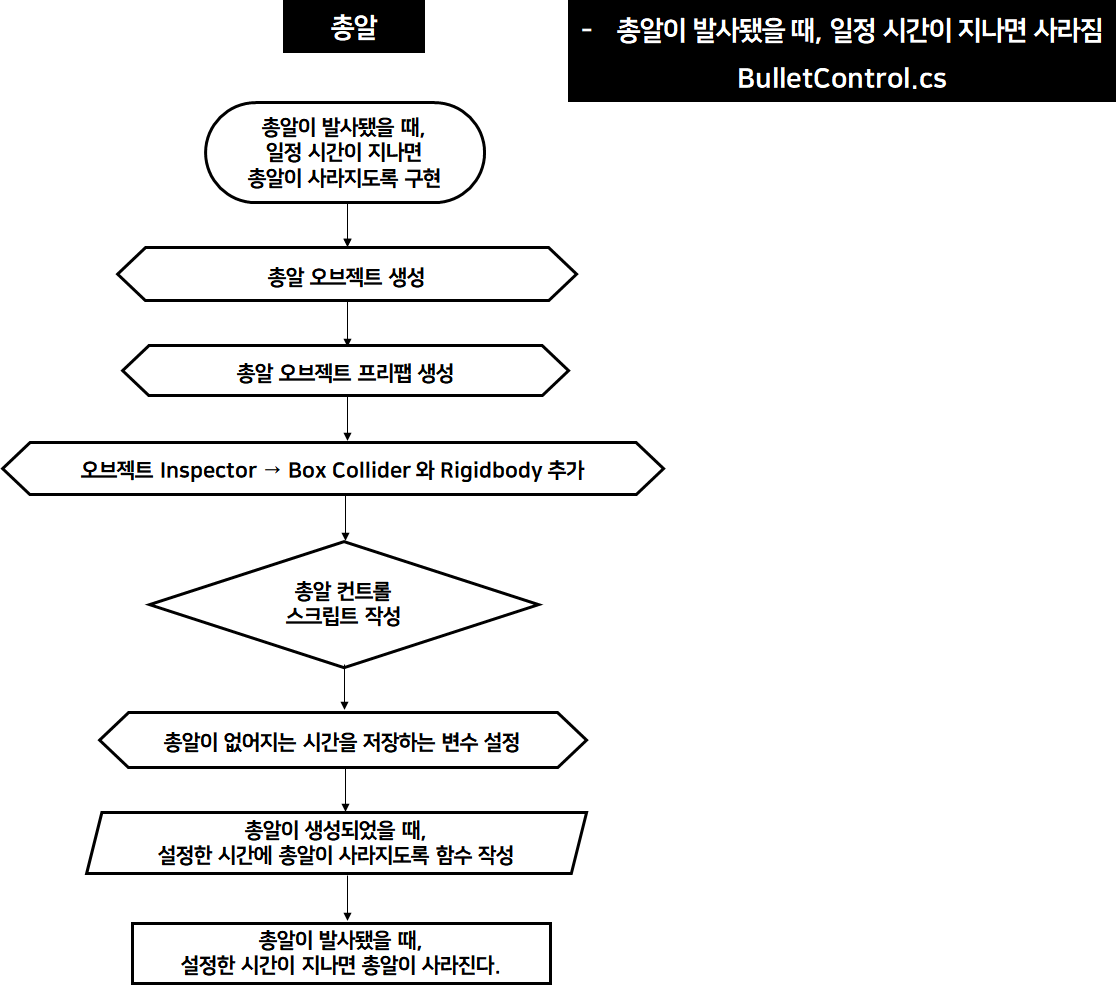 총알
- 총알이 발사됐을 때, 일정 시간이 지나면 사라짐
BulletControl.cs
총알이 발사됐을 때,
일정 시간이 지나면
총알이 사라지도록 구현
총알 오브젝트 생성
총알 오브젝트 프리팹 생성
오브젝트 Inspector → Box Collider 와 Rigidbody 추가
총알 컨트롤
스크립트 작성
총알이 없어지는 시간을 저장하는 변수 설정
총알이 생성되었을 때,
설정한 시간에 총알이 사라지도록 함수 작성
총알이 발사됐을 때,
설정한 시간이 지나면 총알이 사라진다.